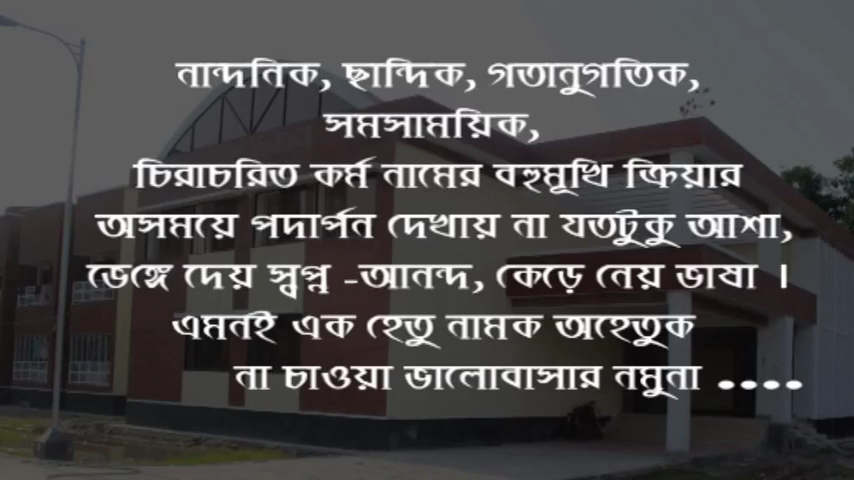 নান্দনিক, ছান্দিক, গতানুগতিক,
সমসাময়িক,
চিরাচরিত কর্ম নামের বহুমূখি ক্রিয়ার
অসময়ে পদার্পন দেখায় না যতটুকু আশা,
ভেঙ্গে দেয় স্বপ্ন -আনন্দ, কেড়ে নেয় ভাষা ।
এমনই এক হেতু নামক অহেতুক
না চাওয়া ভালোবাসার নমুনা ....